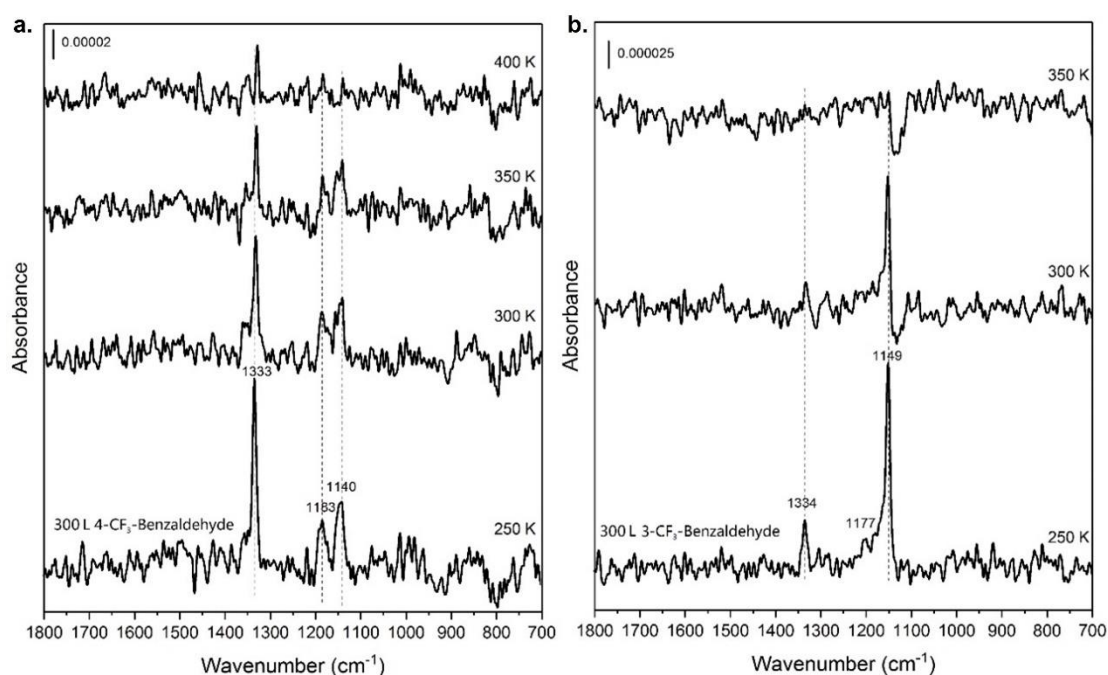 a.
0.00002
400 K
350 K
300 K
1333
1183
1140
300 L 4-CF₃-Benzaldehyde
250 K
Absorbance
1800 1700 1600 1500 1400 1300 1200 1100 1000 900 800 700
Wavenumber (cm⁻¹)
b.
0.000025
350 K
300 K
1149
1334
1177
300 L 3-CF₃-Benzaldehyde
250 K
Absorbance
1800 1700 1600 1500 1400 1300 1200 1100 1000 900 800 700
Wavenumber (cm⁻¹)